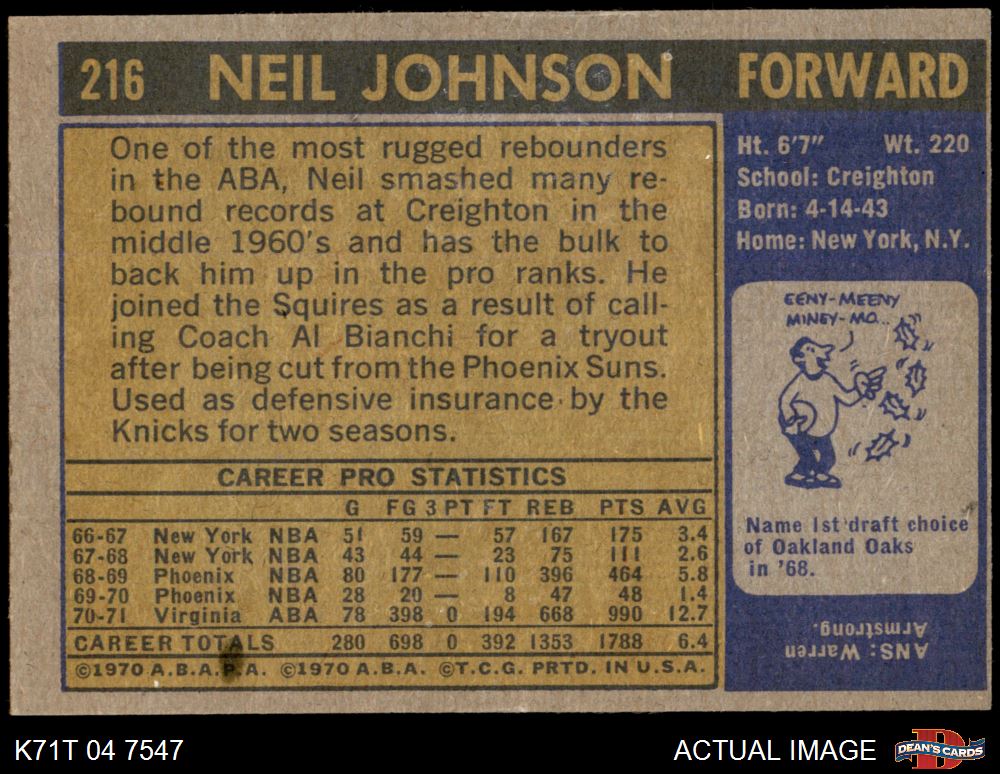 216 NEIL JOHNSON FORWARD
One of the most rugged rebounders
in the ABA, Neil smashed many re-
bound records at Creighton in the
middle 1960's and has the bulk to
back him up in the pro ranks. He
joined the Squires as a result of call-
ing Coach Al Bianchi for a tryout
after being cut from the Phoenix Suns.
Used as defensive insurance by the
Knicks for two seasons.
CAREER PRO STATISTICS
G FG 3 PT FT REB PTS AVG
66-67 New York NBA 51 59 — 57 167 175 3.4
67-68 New York NBA 43 44 — 23 75 111 2.6
68-69 Phoenix NBA 80 177 — 110 396 464 5.8
69-70 Phoenix NBA 28 20 — 8 47 48 1.4
70-71 Virginia ABA 78 398 0 194 668 990 12.7
CAREER TOTALS 280 698 0 392 1353 1788 6.4
©1970 A.B.A.P.A. ©1970 A.B.A. ©T.C.G. PRTD. IN U.S.A.
Ht. 6'7" Wt. 220
School: Creighton
Born: 4-14-43
Home: New York, N.Y.
EENY-MEENY
MINEY-MO...
Name 1st draft choice
of Oakland Oaks
in '68.
ANS: Warren
Armstrong.
K71T 04 7547 ACTUAL IMAGE D DEAN'S CARDS